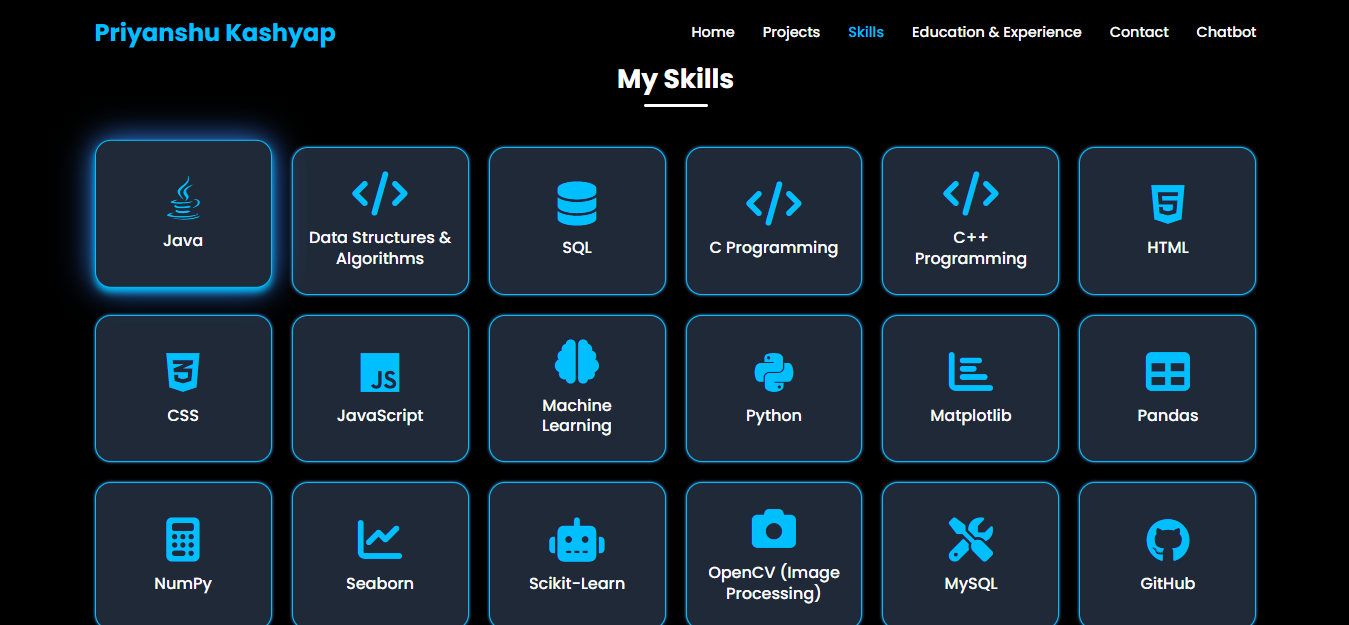 Priyanshu Kashyap
Home Projects Skills Education & Experience Contact Chatbot
My Skills
Java
Data Structures &
Algorithms
SQL
C Programming
C++
Programming
HTML
CSS
JS
JavaScript
Machine
Learning
Python
Matplotlib
Pandas
NumPy
Seaborn
Scikit-Learn
OpenCV (Image
Processing)
MySQL
GitHub